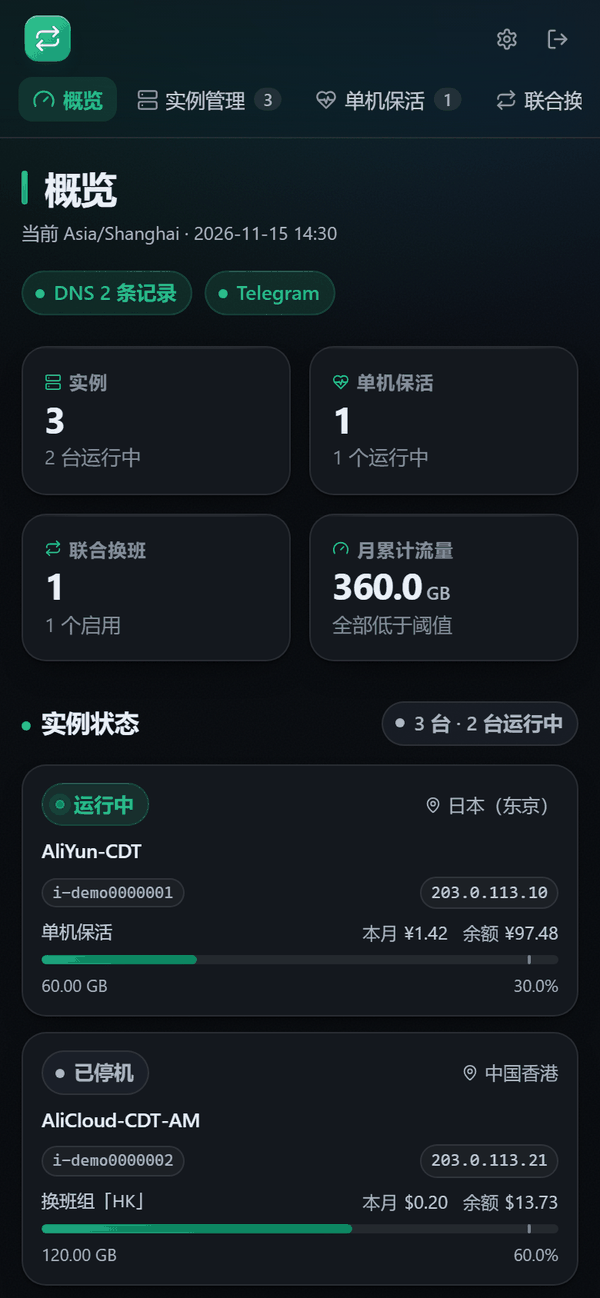 概览 实例管理 3 单机保活 1 联合换
概览
当前 Asia/Shanghai · 2026-11-15 14:30
DNS 2 条记录 Telegram
实例 单机保活
3 1
2 台运行中 1 个运行中
联合换班 月累计流量
1 360.0 GB
1 个启用 全部低于阈值
实例状态 3 台 · 2 台运行中
运行中 日本（东京）
AliYun-CDT
i-demo0000001 203.0.113.10
单机保活 本月 ¥1.42 余额 ¥97.48
60.00 GB 30.0%
已停机 中国香港
AliCloud-CDT-AM
i-demo0000002 203.0.113.21
换班组「HK」 本月 $0.20 余额 $13.73
120.00 GB 60.0%